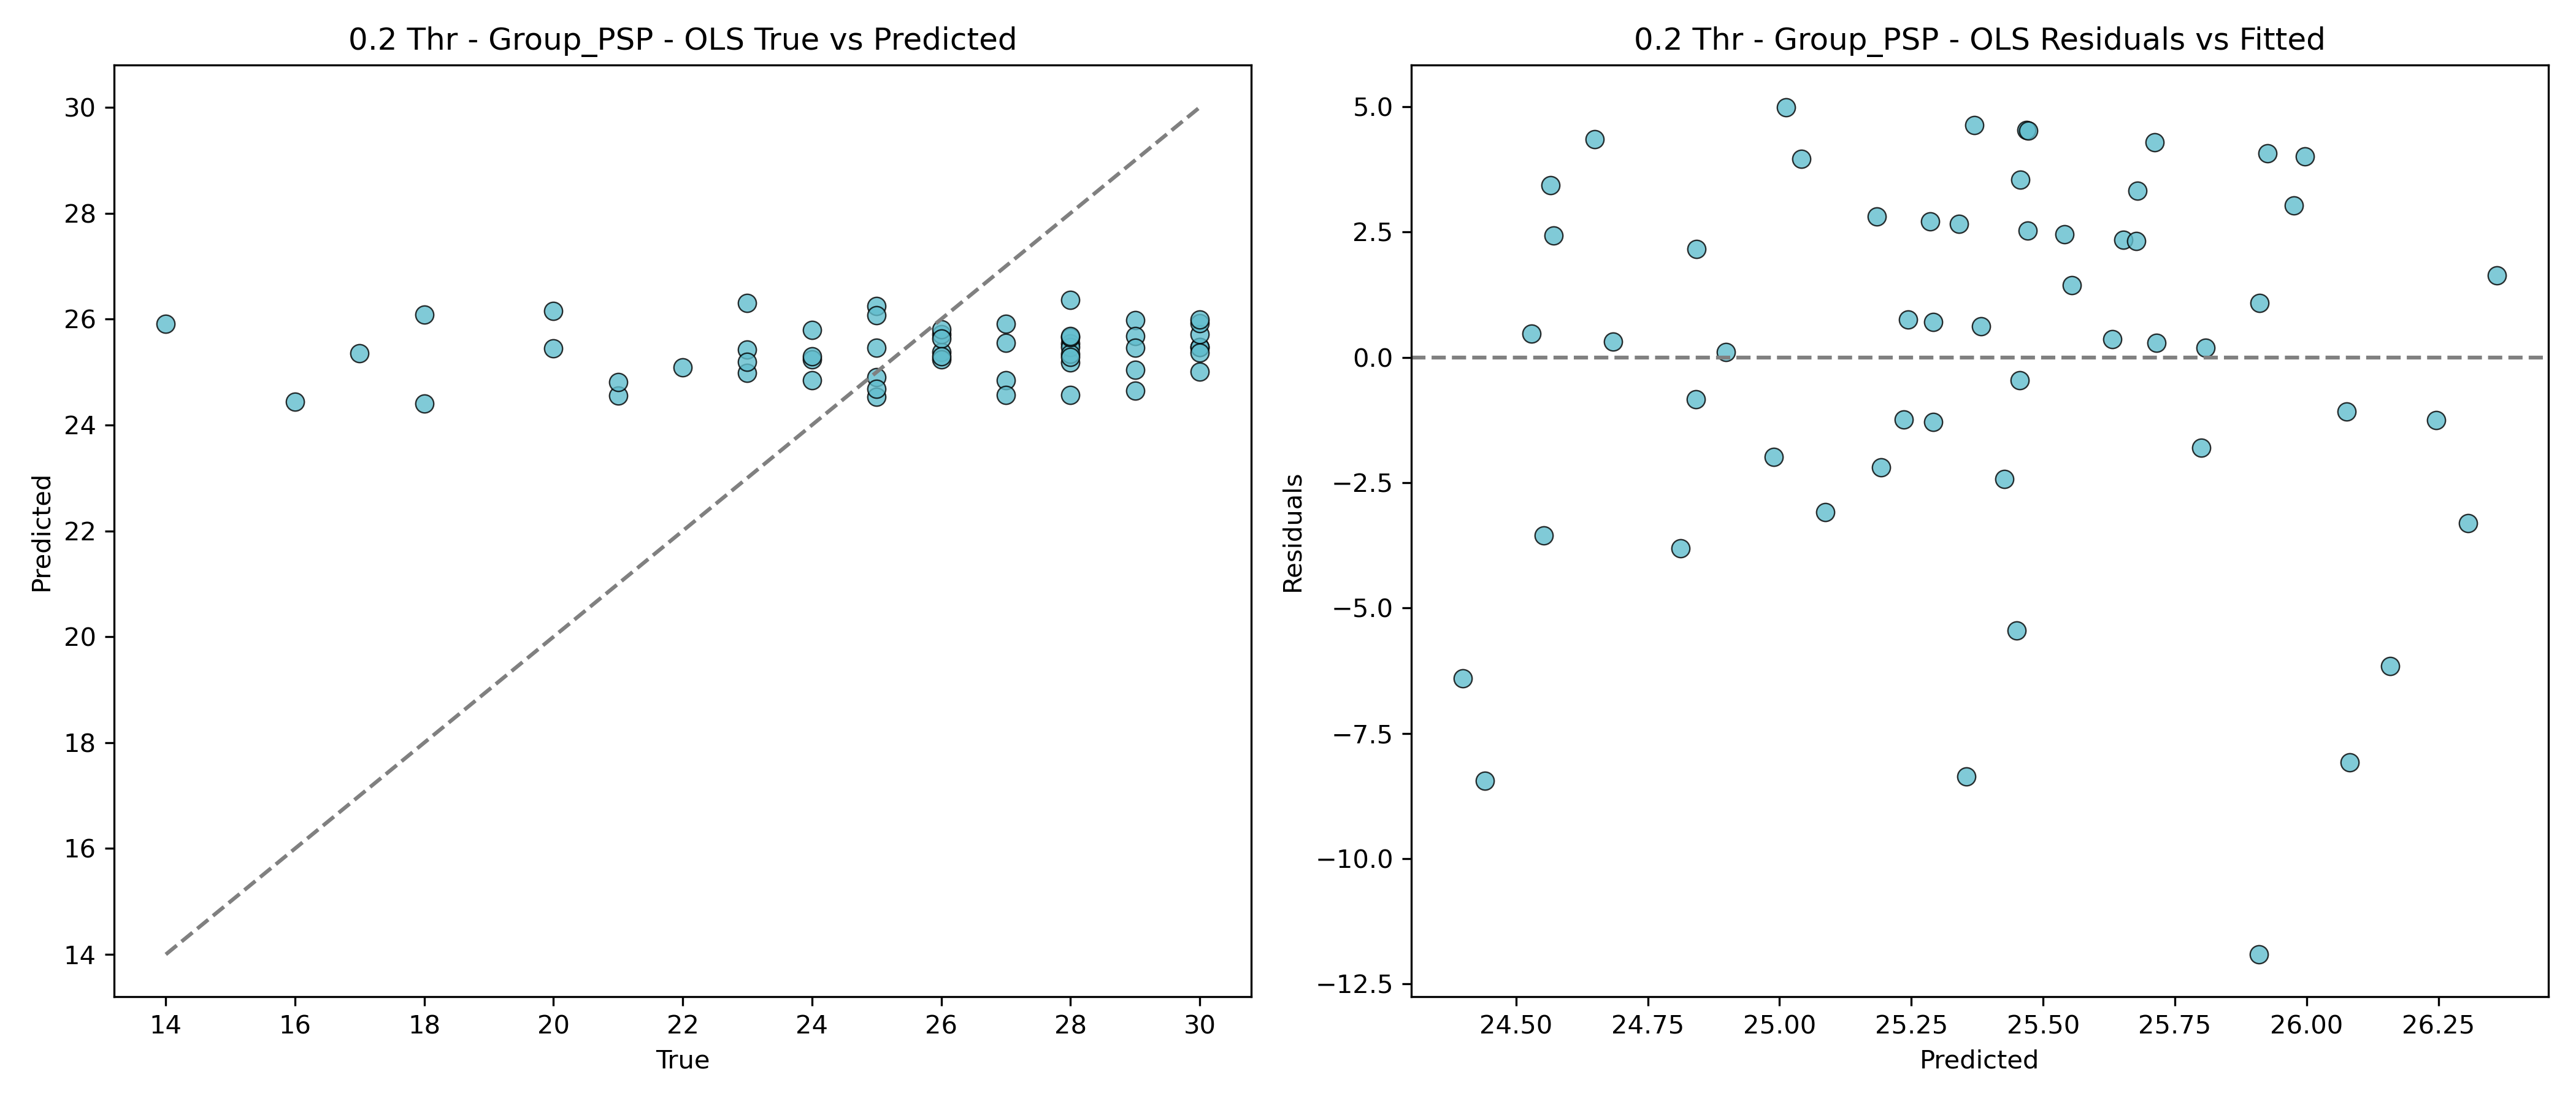 0.2 Thr - Group_PSP - OLS True vs Predicted
30
28
26
24
22
20
18
16
14
Predicted
14 16 18 20 22 24 26 28 30
True
0.2 Thr - Group_PSP - OLS Residuals vs Fitted
5.0
2.5
0.0
−2.5
−5.0
−7.5
−10.0
−12.5
Residuals
24.50 24.75 25.00 25.25 25.50 25.75 26.00 26.25
Predicted